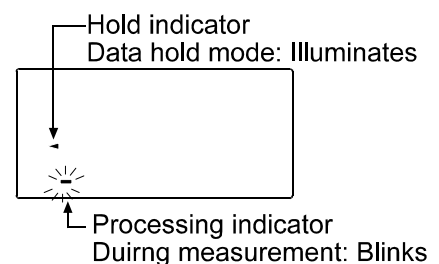 Hold indicator
Data hold mode: Illuminates
Processing indicator
Duirng measurement: Blinks